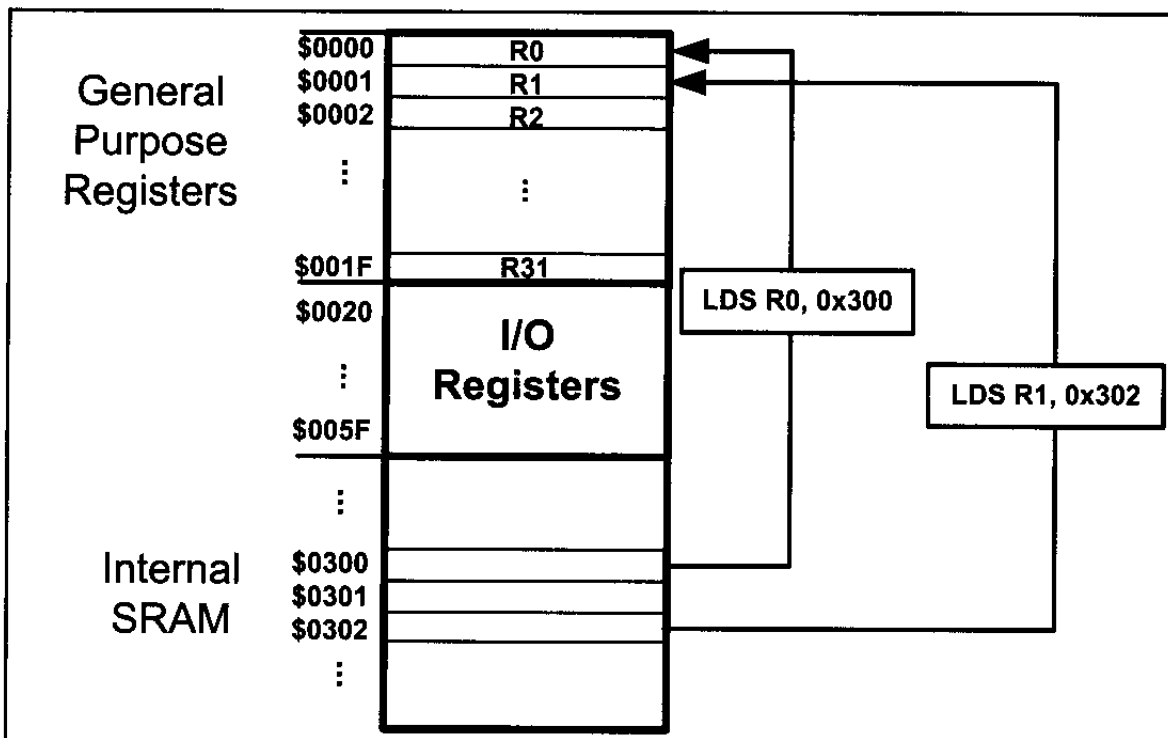 $0000
R0
$0001
R1
$0002
R2
General
Purpose
Registers
⋮
⋮
$001F
R31
LDS R0, 0x300
$0020
I/O
Registers
⋮
LDS R1, 0x302
$005F
⋮
Internal
SRAM
$0300
$0301
$0302
⋮